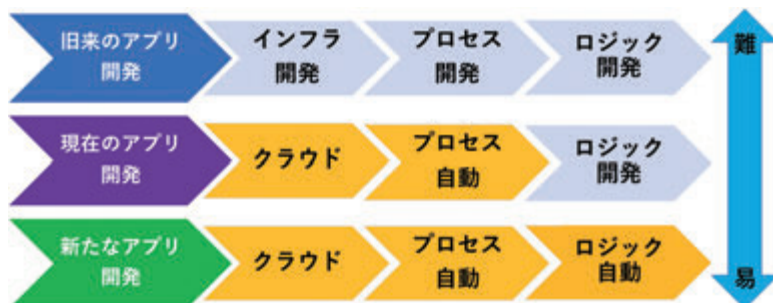 旧来のアプリ
開発
インフラ
開発
プロセス
開発
ロジック
開発
難
現在のアプリ
開発
クラウド
プロセス
自動
ロジック
開発
新たなアプリ
開発
クラウド
プロセス
自動
ロジック
自動
易